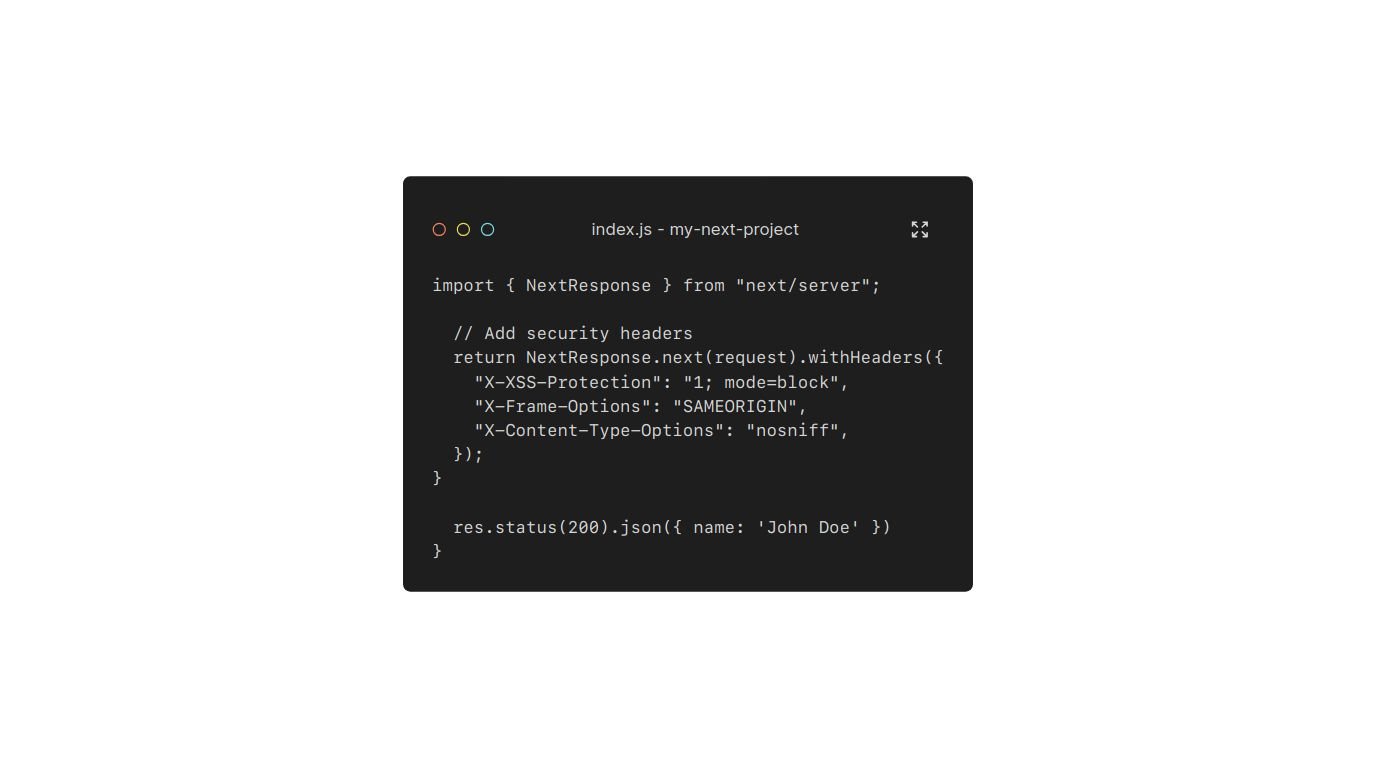 index.js - my-next-project
import { NextResponse } from "next/server";
// Add security headers
return NextResponse.next(request).withHeaders({
"X-XSS-Protection": "1; mode=block",
"X-Frame-Options": "SAMEORIGIN",
"X-Content-Type-Options": "nosniff",
});
}
res.status(200).json({ name: 'John Doe' })
}